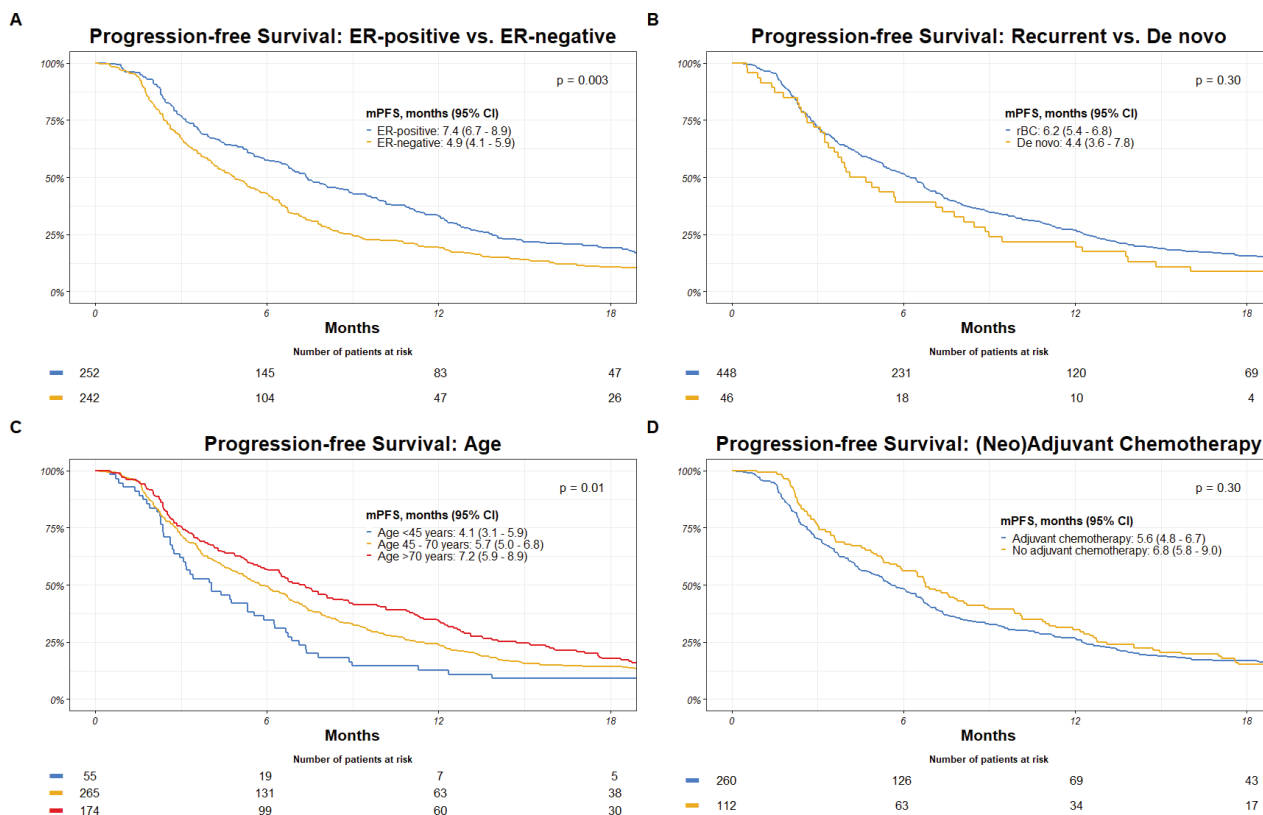 A
Progression-free Survival: ER-positive vs. ER-negative
100%
75%
50%
25%
0%
p = 0.003
mPFS, months (95% CI)
ER-positive: 7.4 (6.7 - 8.9)
ER-negative: 4.9 (4.1 - 5.9)
0 6 12 18
Months
Number of patients at risk
252 145 83 47
242 104 47 26
B
Progression-free Survival: Recurrent vs. De novo
100%
75%
50%
25%
0%
p = 0.30
mPFS, months (95% CI)
rBC: 6.2 (5.4 - 6.8)
De novo: 4.4 (3.6 - 7.8)
0 6 12 18
Months
Number of patients at risk
448 231 120 69
46 18 10 4
C
Progression-free Survival: Age
100%
75%
50%
25%
0%
p = 0.01
mPFS, months (95% CI)
Age <45 years: 4.1 (3.1 - 5.9)
Age 45 - 70 years: 5.7 (5.0 - 6.8)
Age >70 years: 7.2 (5.9 - 8.9)
0 6 12 18
Months
Number of patients at risk
55 19 7 5
265 131 63 38
174 99 60 30
D
Progression-free Survival: (Neo)Adjuvant Chemotherapy
100%
75%
50%
25%
0%
p = 0.30
mPFS, months (95% CI)
Adjuvant chemotherapy: 5.6 (4.8 - 6.7)
No adjuvant chemotherapy: 6.8 (5.8 - 9.0)
0 6 12 18
Months
Number of patients at risk
260 126 69 43
112 63 34 17